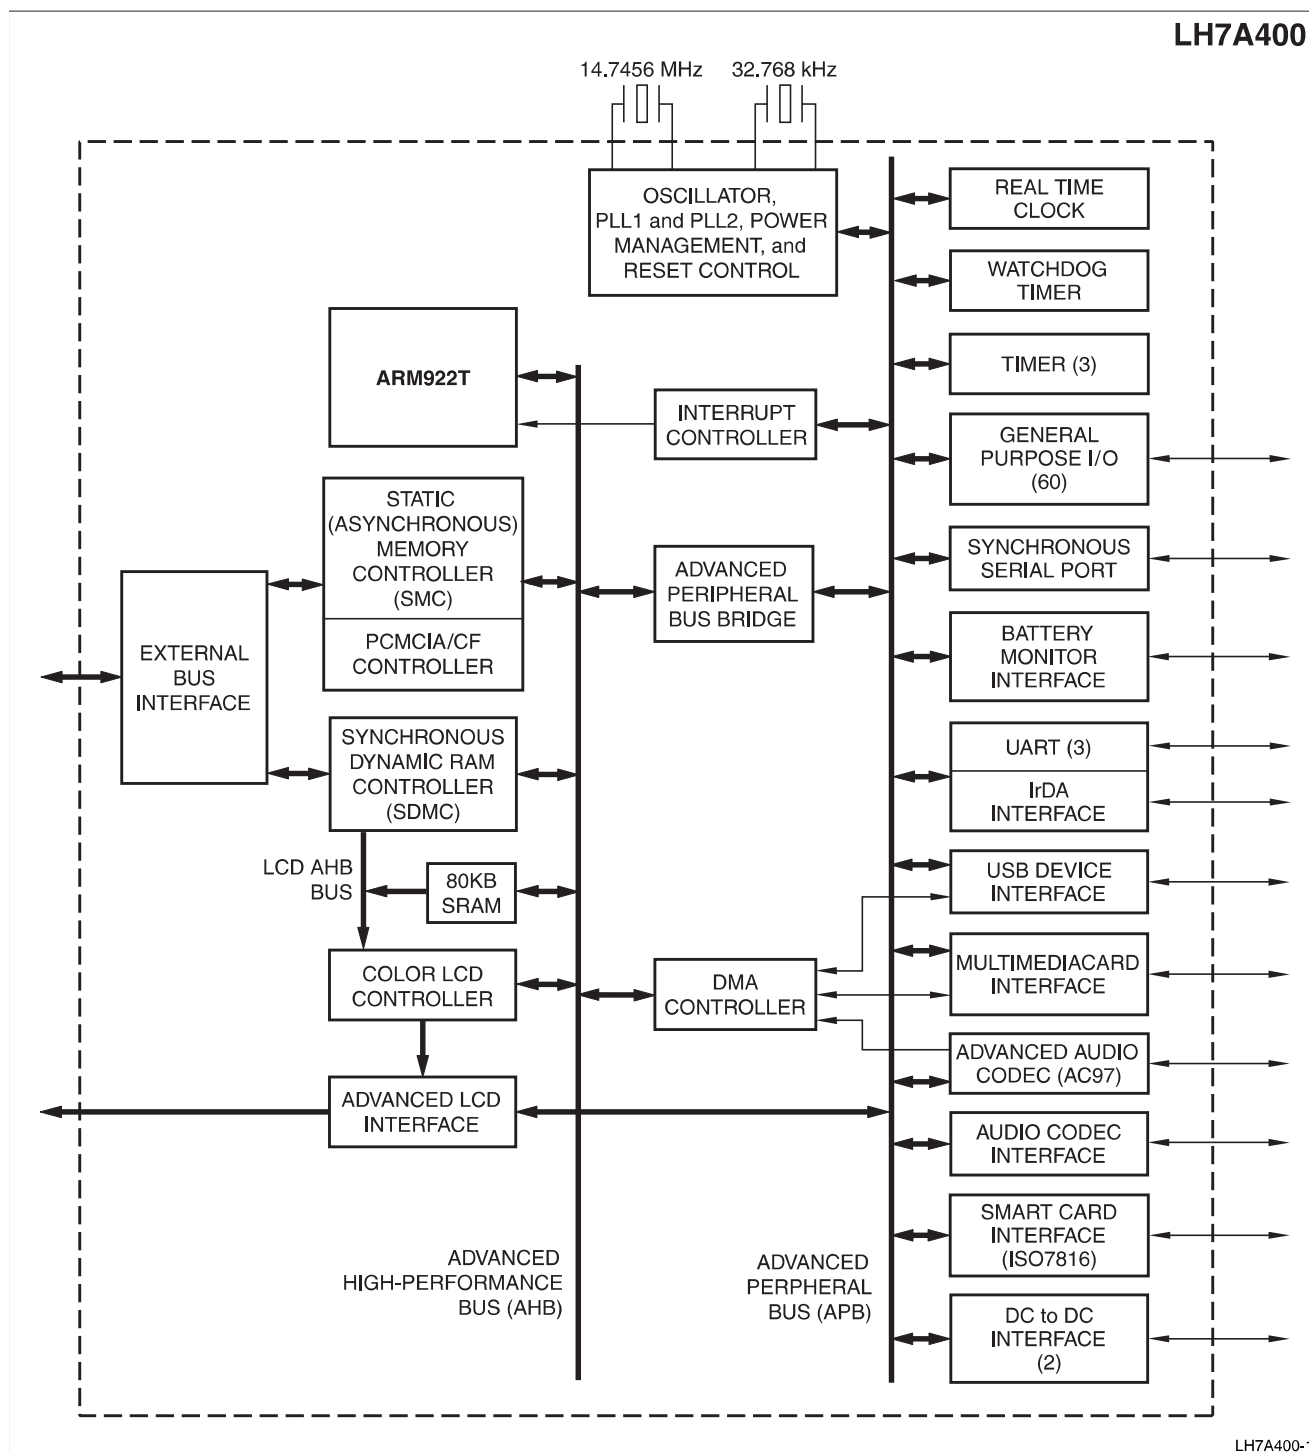 LH7A400
14.7456 MHz
32.768 kHz
OSCILLATOR,
PLL1 and PLL2, POWER
MANAGEMENT, and
RESET CONTROL
REAL TIME
CLOCK
WATCHDOG
TIMER
ARM922T
TIMER (3)
INTERRUPT
CONTROLLER
GENERAL
PURPOSE I/O
(60)
STATIC
(ASYNCHRONOUS)
MEMORY
CONTROLLER
(SMC)
PCMCIA/CF
CONTROLLER
ADVANCED
PERIPHERAL
BUS BRIDGE
SYNCHRONOUS
SERIAL PORT
EXTERNAL
BUS
INTERFACE
BATTERY
MONITOR
INTERFACE
SYNCHRONOUS
DYNAMIC RAM
CONTROLLER
(SDMC)
UART (3)
IrDA
INTERFACE
LCD AHB
BUS
80KB
SRAM
USB DEVICE
INTERFACE
COLOR LCD
CONTROLLER
DMA
CONTROLLER
MULTIMEDIACARD
INTERFACE
ADVANCED AUDIO
CODEC (AC97)
ADVANCED LCD
INTERFACE
AUDIO CODEC
INTERFACE
SMART CARD
INTERFACE
(ISO7816)
ADVANCED
HIGH-PERFORMANCE
BUS (AHB)
ADVANCED
PERPHERAL
BUS (APB)
DC to DC
INTERFACE
(2)
LH7A400-1